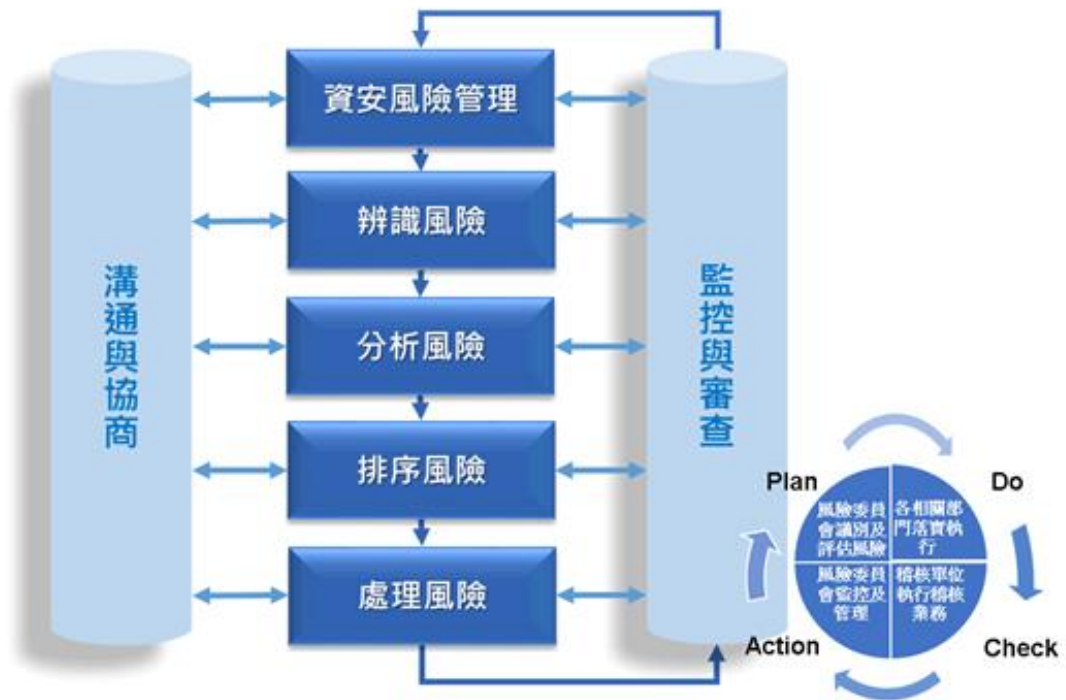 資安風險管理
辨識風險
分析風險
排序風險
處理風險
溝通與協商
監控與審查
Plan
Do
風險委員
會議別及
評估風險
各相關部
門落實執
行
風險委員
會監控及
管理
稽核單位
執行稽核
業務
Action
Check